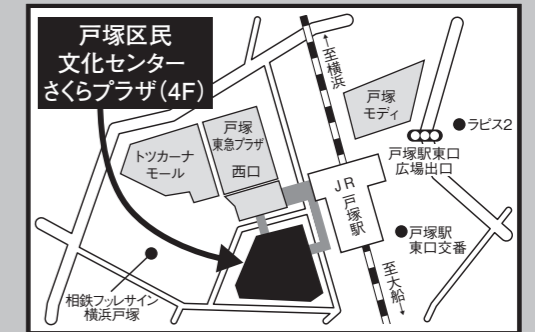 戸塚区民
文化センター
さくらプラザ(4F)
←至横浜
戸塚
モディ
ラピス2
戸塚駅東口
広場出口
戸塚
東急プラザ
西口
トツカーナ
モール
JR戸塚駅
戸塚駅
東口交番
至大船→
相鉄フッレサイン
横浜戸塚